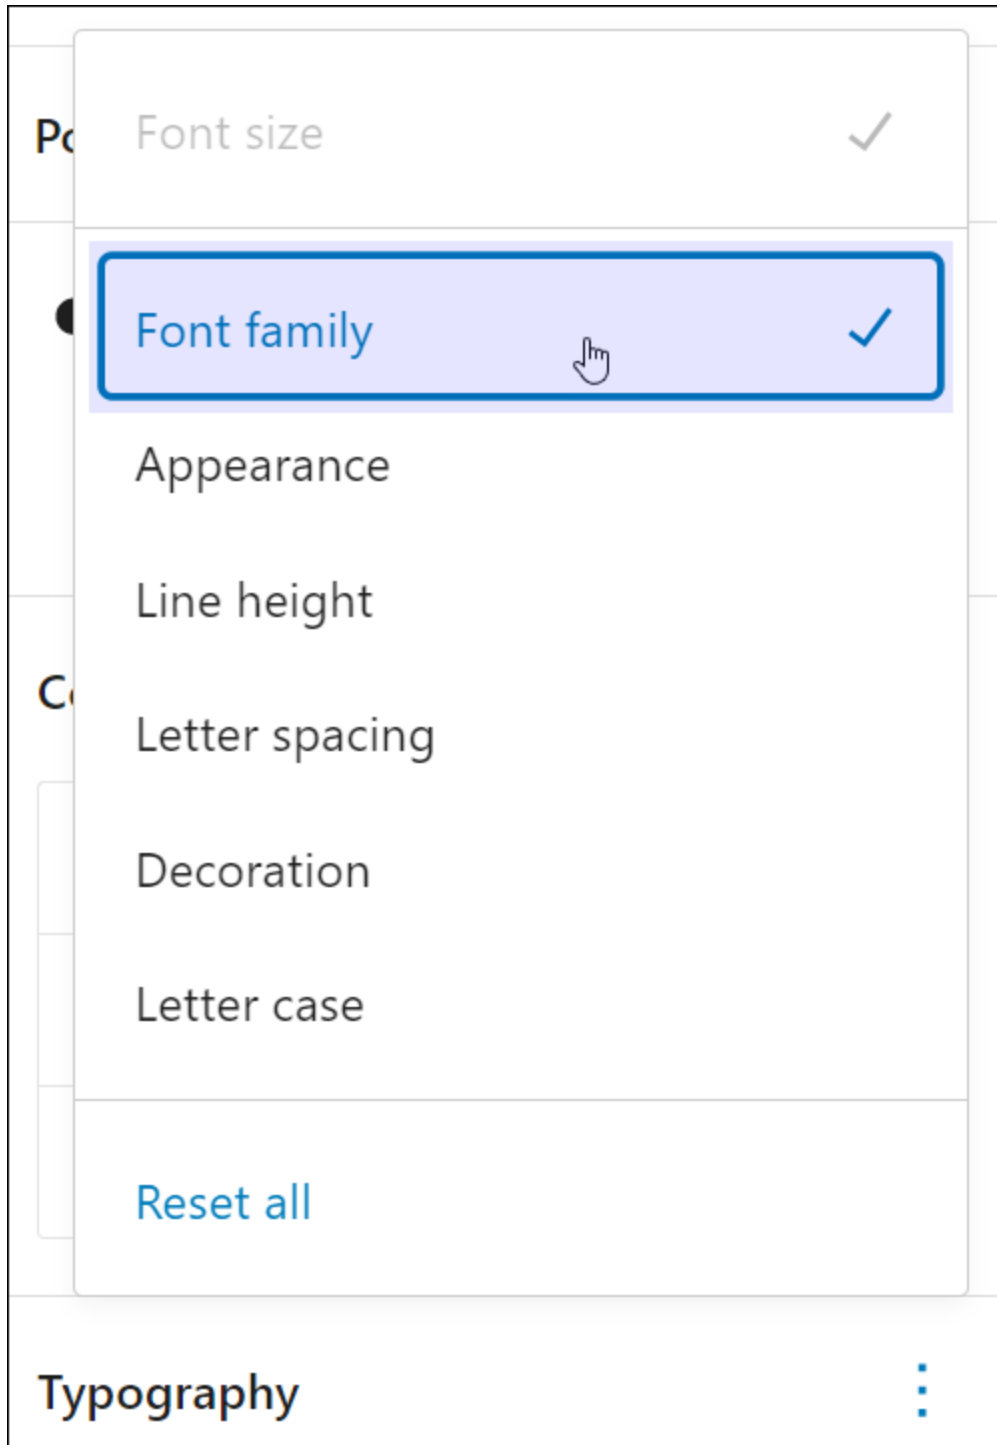 Font size
Font family
Appearance
Line height
Letter spacing
Decoration
Letter case
Reset all
Typography